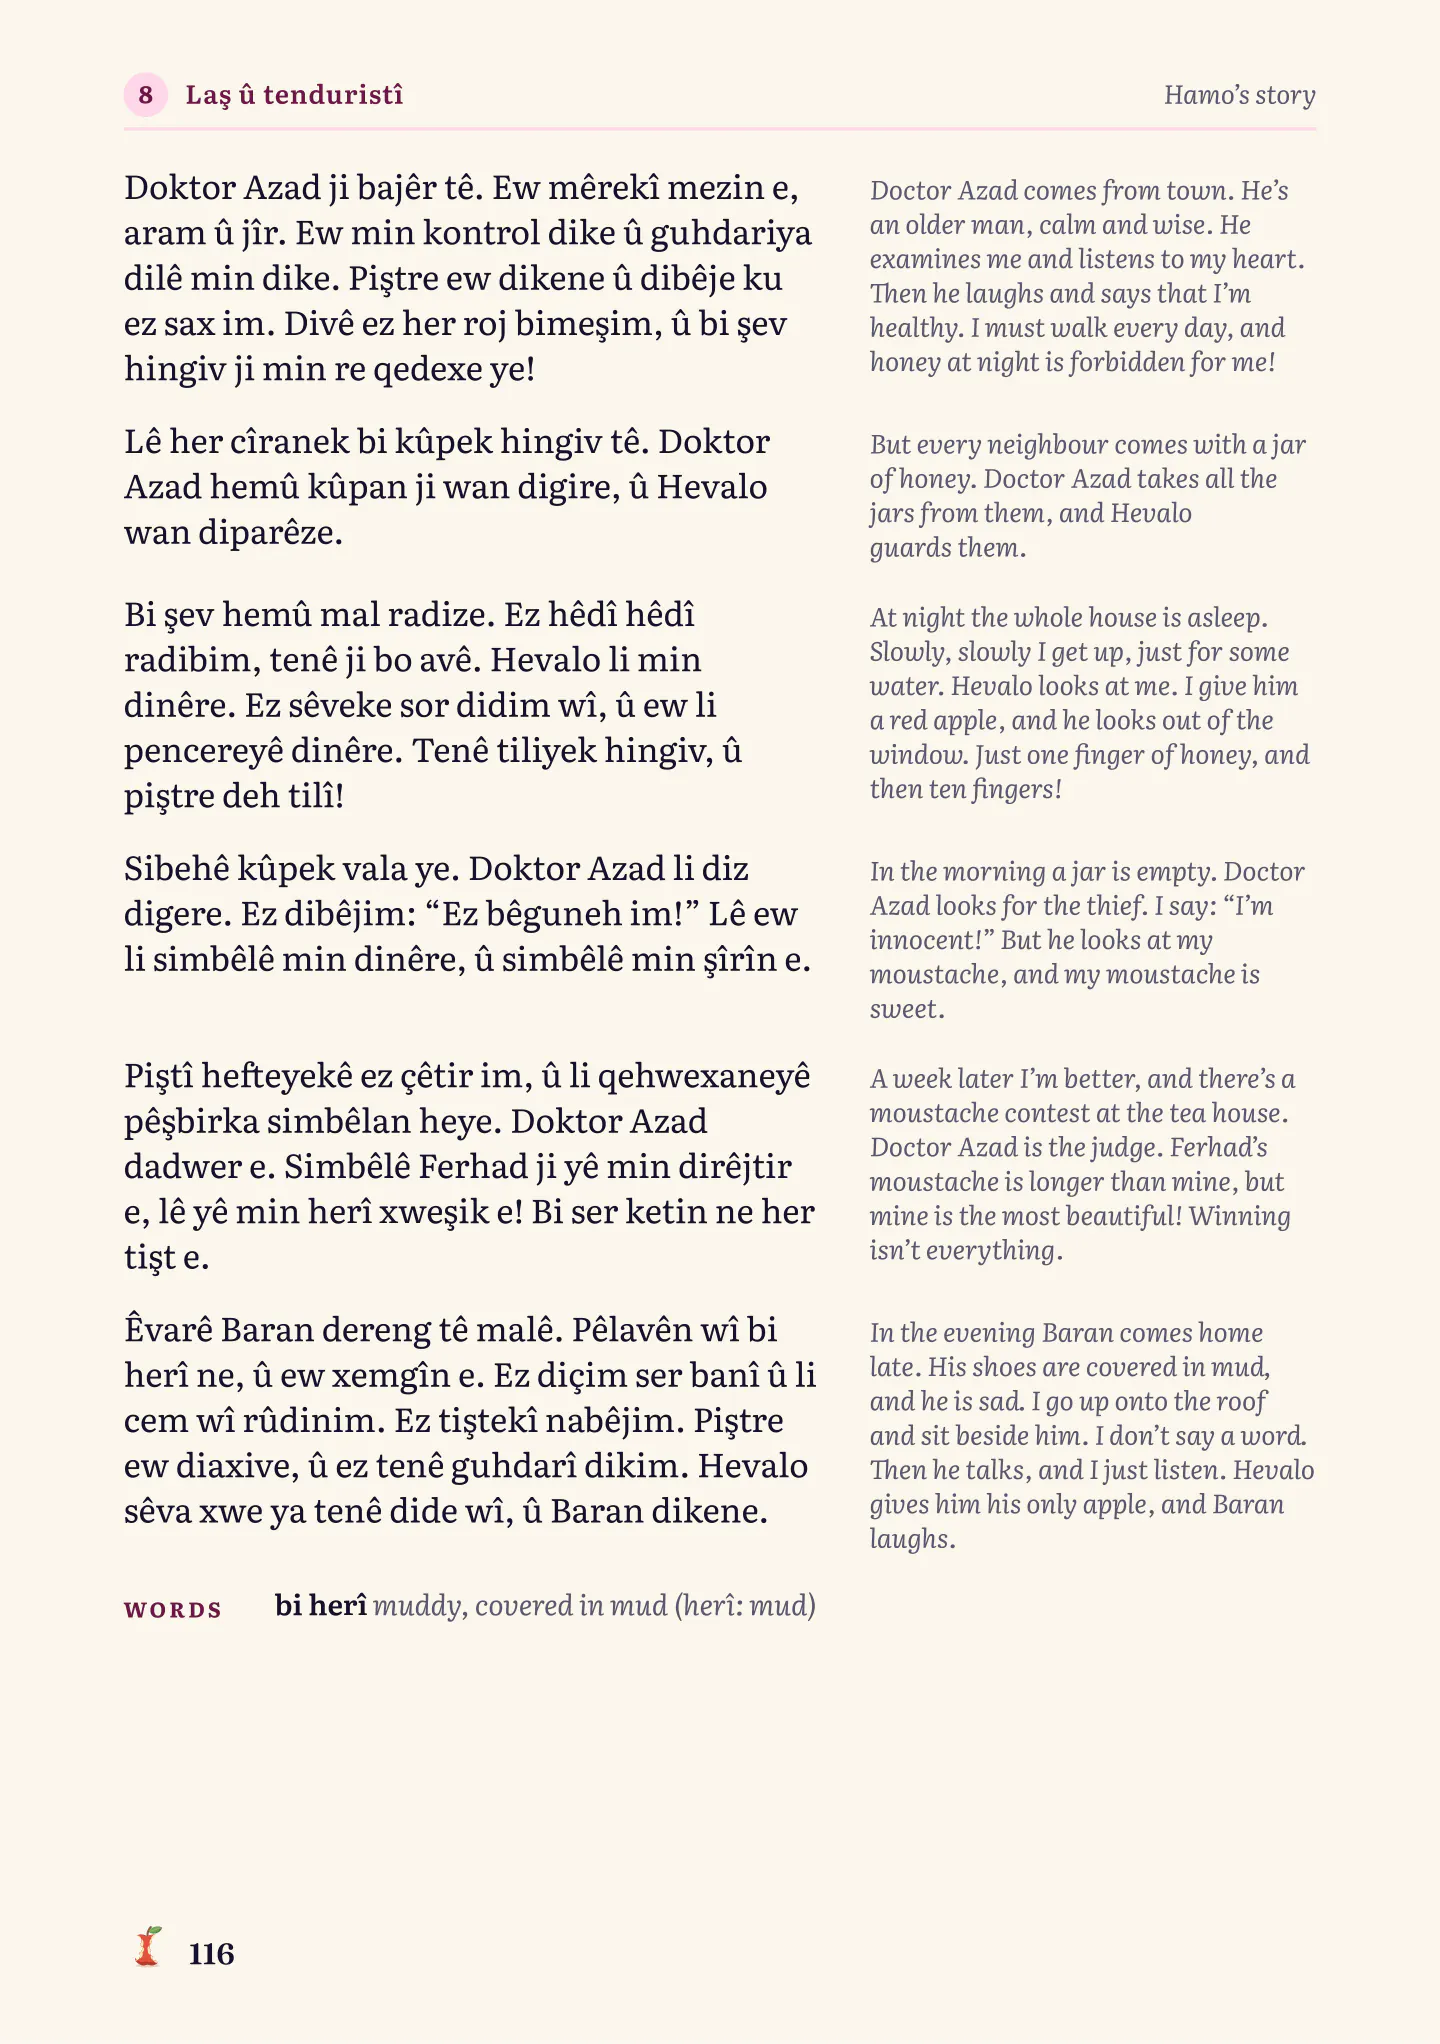 8 Laş û tenduristî
Hamo’s story
Doktor Azad ji bajêr tê. Ew mêrekî mezin e,
aram û jîr. Ew min kontrol dike û guhdariya
dilê min dike. Piştre ew dikene û dibêje ku
ez sax im. Divê ez her roj bimeşim, û bi şev
hingiv ji min re qedexe ye!
Doctor Azad comes from town. He’s
an older man, calm and wise. He
examines me and listens to my heart.
Then he laughs and says that I’m
healthy. I must walk every day, and
honey at night is forbidden for me!
Lê her cîranek bi kûpek hingiv tê. Doktor
Azad hemû kûpan ji wan digire, û Hevalo
wan diparêze.
But every neighbour comes with a jar
of honey. Doctor Azad takes all the
jars from them, and Hevalo
guards them.
Bi şev hemû mal radize. Ez hêdî hêdî
radibim, tenê ji bo avê. Hevalo li min
dinêre. Ez sêveke sor didim wî, û ew li
pencereyê dinêre. Tenê tiliyek hingiv, û
piştre deh tilî!
At night the whole house is asleep.
Slowly, slowly I get up, just for some
water. Hevalo looks at me. I give him
a red apple, and he looks out of the
window. Just one finger of honey, and
then ten fingers!
Sibehê kûpek vala ye. Doktor Azad li diz
digere. Ez dibêjim: “Ez bêguneh im!” Lê ew
li simbêlê min dinêre, û simbêlê min şîrîn e.
In the morning a jar is empty. Doctor
Azad looks for the thief. I say: “I’m
innocent!” But he looks at my
moustache, and my moustache is
sweet.
Piştî hefteyekê ez çêtir im, û li qehwexaneyê
pêşbirka simbêlan heye. Doktor Azad
dadwer e. Simbêlê Ferhad ji yê min dirêjtir
e, lê yê min herî xweşik e! Bi ser ketin ne her
tişt e.
A week later I’m better, and there’s a
moustache contest at the tea house.
Doctor Azad is the judge. Ferhad’s
moustache is longer than mine, but
mine is the most beautiful! Winning
isn’t everything.
Êvarê Baran dereng tê malê. Pêlavên wî bi
herî ne, û ew xemgîn e. Ez diçim ser banî û li
cem wî rûdinim. Ez tiştekî nabêjim. Piştre
ew diaxive, û ez tenê guhdarî dikim. Hevalo
sêva xwe ya tenê dide wî, û Baran dikene.
In the evening Baran comes home
late. His shoes are covered in mud,
and he is sad. I go up onto the roof
and sit beside him. I don’t say a word.
Then he talks, and I just listen. Hevalo
gives him his only apple, and Baran
laughs.
WORDS bi herî muddy, covered in mud (herî: mud)
116